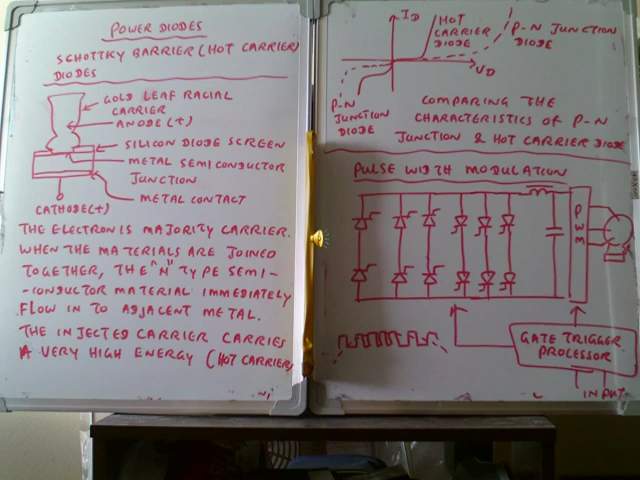 POWER DIODES
SCHOTTKY BARRIER (HOT CARRIER)
DIODES
GOLD LEAF RACIAL
CARRIER
ANODE (+)
SILICON DIODE SCREEN
METAL SEMICONDUCTOR
JUNCTION
METAL CONTACT
CATHODE(+)
THE ELECTRON IS MAJORITY CARRIER.
WHEN THE MATERIALS ARE JOINED
TOGETHER, THE "N" TYPE SEMI-
-CONDUCTOR MATERIAL IMMEDIATELY
FLOW IN TO ADJACENT METAL.
THE INJECTED CARRIER CARRIES
A VERY HIGH ENERGY (HOT CARRIER)
ID
HOT
CARRIER
DIODE
P-N JUNCTION
DIODE
VD
P-N
JUNCTION
DIODE
COMPARING THE
CHARACTERISTICS OF P-N
JUNCTION & HOT CARRIER DIODE
PULSE WIDTH MODULATION
PWM
GATE TRIGGER
PROCESSOR
INPUT